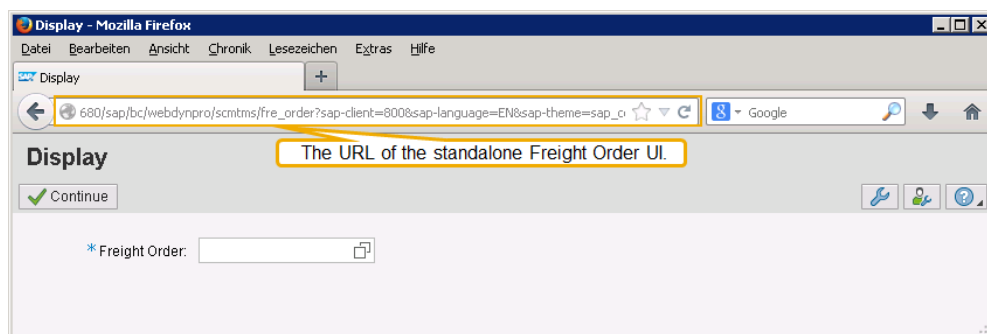 Display - Mozilla Firefox
Datei Bearbeiten Ansicht Chronik Lesezeichen Extras Hilfe
SAP Display +
680/sap/bc/webdynpro/scmtms/fre_order?sap-client=800&sap-language=EN&sap-theme=sap_c 8 Google
Display
The URL of the standalone Freight Order UI.
Continue
* Freight Order: